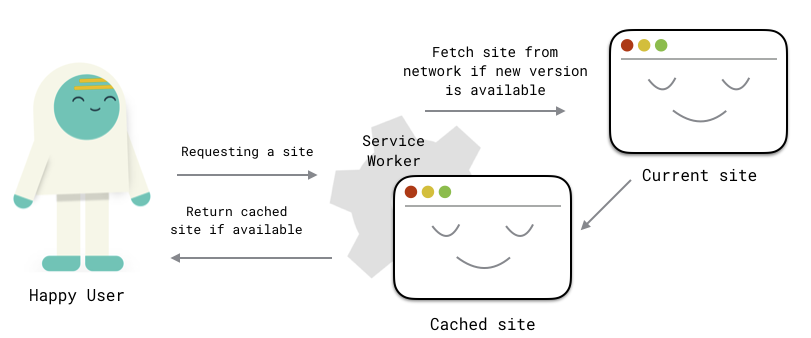 Fetch site from
network if new version
is available
Service
Worker
Requesting a site
Current site
Return cached
site if available
Happy User
Cached site